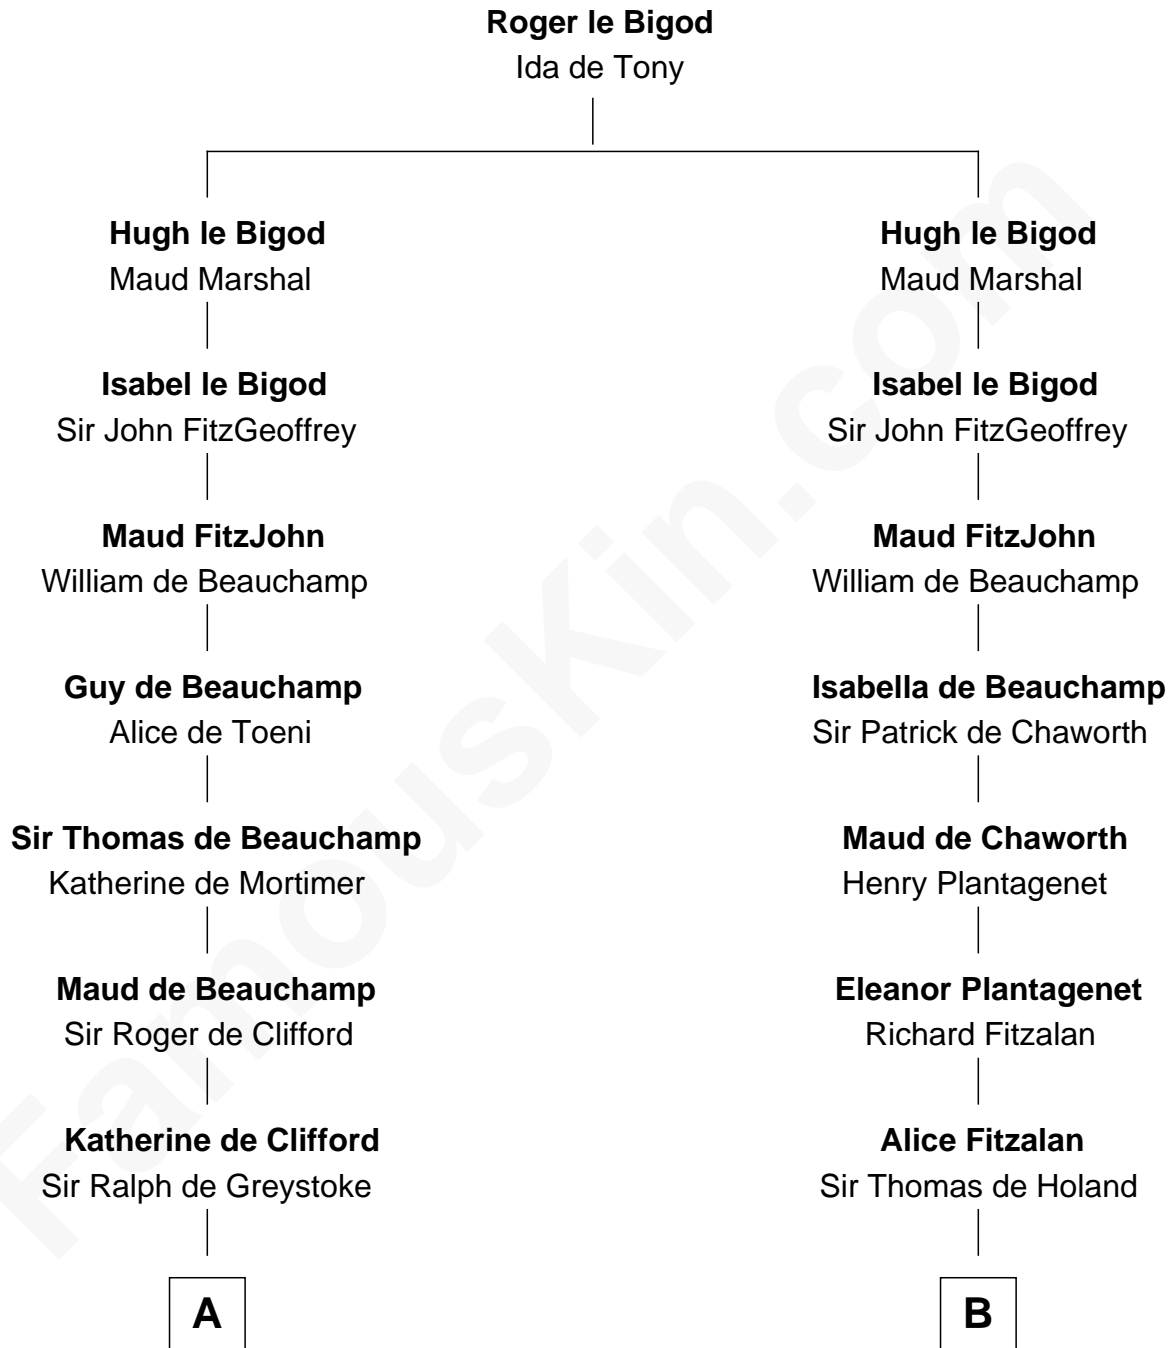 Roger le Bigod
Ida de Tony
Hugh le Bigod
Maud Marshal
Hugh le Bigod
Maud Marshal
Isabel le Bigod
Sir John FitzGeoffrey
Isabel le Bigod
Sir John FitzGeoffrey
Maud FitzJohn
William de Beauchamp
Maud FitzJohn
William de Beauchamp
Guy de Beauchamp
Alice de Toeni
Isabella de Beauchamp
Sir Patrick de Chaworth
Sir Thomas de Beauchamp
Katherine de Mortimer
Maud de Chaworth
Henry Plantagenet
Maud de Beauchamp
Sir Roger de Clifford
Eleanor Plantagenet
Richard Fitzalan
Katherine de Clifford
Sir Ralph de Greystoke
Alice Fitzalan
Sir Thomas de Holand
A
B
FamousKin.com